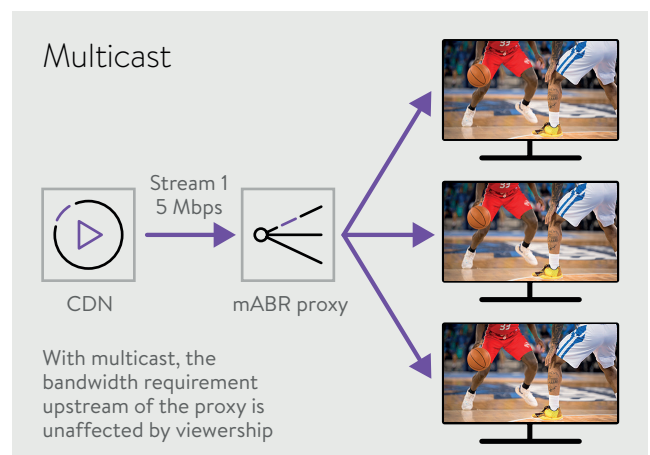 Multicast
Stream 1
5 Mbps
CDN
mABR proxy
With multicast, the
bandwidth requirement
upstream of the proxy is
unaffected by viewership